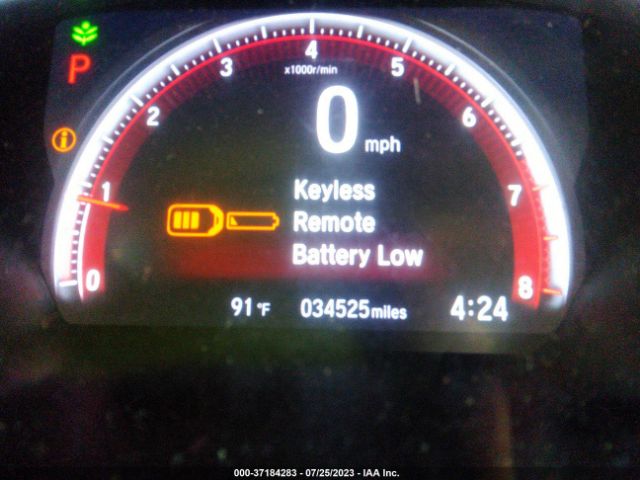 4
3
5
x1000r/min
2
6
P
0 mph
1
7
Keyless
Remote
Battery Low
0
8
91 °F
034525 miles
4:24
000-37184283 - 07/25/2023 - IAA Inc.